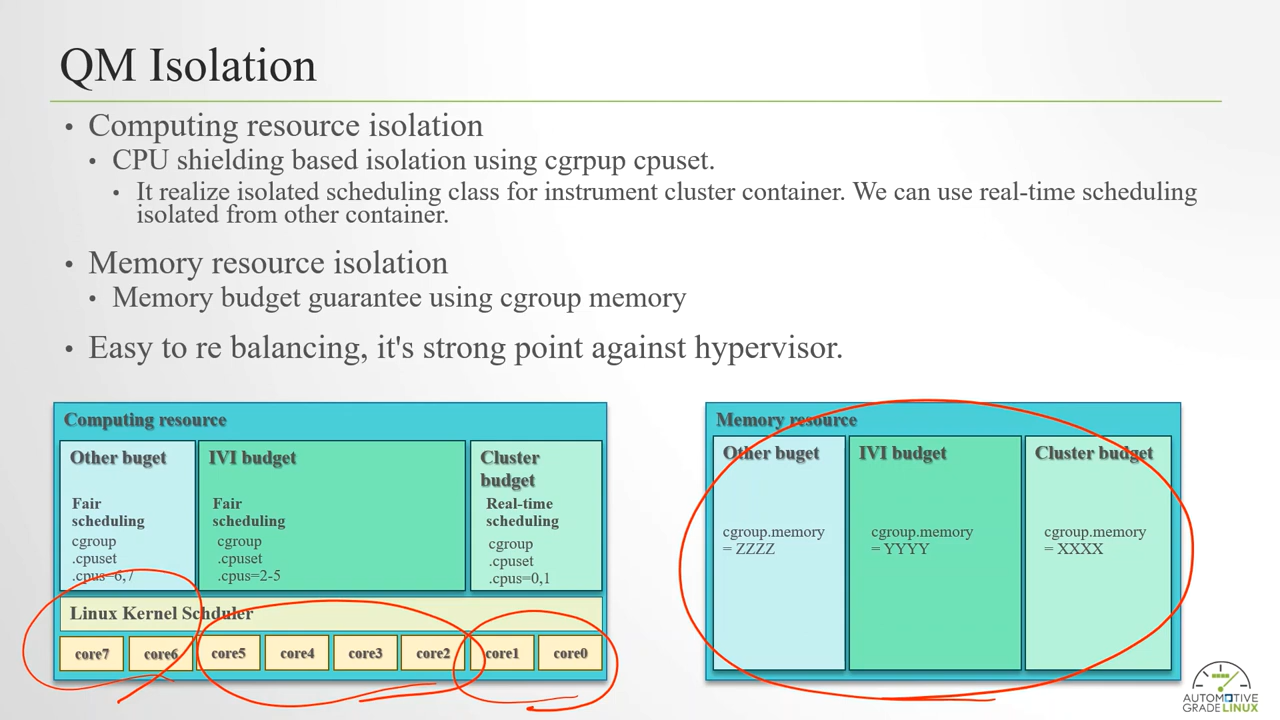 QM Isolation
• Computing resource isolation
• CPU shielding based isolation using cgrpup cpuset.
• It realize isolated scheduling class for instrument cluster container. We can use real-time scheduling
isolated from other container.
• Memory resource isolation
• Memory budget guarantee using cgroup memory
• Easy to re balancing, it's strong point against hypervisor.
Computing resource
Other buget
Fair
scheduling
cgroup
.cpuset
.cpus=6,7
IVI budget
Fair
scheduling
cgroup
.cpuset
.cpus=2-5
Cluster
budget
Real-time
scheduling
cgroup
.cpuset
.cpus=0,1
Linux Kernel Schduler
core7 core6 core5 core4 core3 core2 core1 core0
Memory resource
Other buget
cgroup.memory
= ZZZZ
IVI budget
cgroup.memory
= YYYY
Cluster budget
cgroup.memory
= XXXX
AUTOMOTIVE
GRADE LINUX